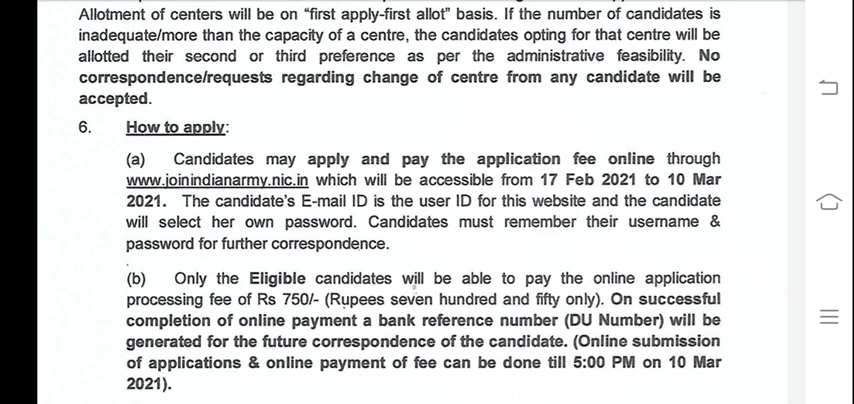 Allotment of centers will be on “first apply-first allot” basis. If the number of candidates is
inadequate/more than the capacity of a centre, the candidates opting for that centre will be
allotted their second or third preference as per the administrative feasibility. No
correspondence/requests regarding change of centre from any candidate will be
accepted.
6. How to apply:
(a) Candidates may apply and pay the application fee online through
www.joinindianarmy.nic.in which will be accessible from 17 Feb 2021 to 10 Mar
2021. The candidate's E-mail ID is the user ID for this website and the candidate
will select her own password. Candidates must remember their username &
password for further correspondence.
(b) Only the Eligible candidates will be able to pay the online application
processing fee of Rs 750/- (Rupees seven hundred and fifty only). On successful
completion of online payment a bank reference number (DU Number) will be
generated for the future correspondence of the candidate. (Online submission
of applications & online payment of fee can be done till 5:00 PM on 10 Mar
2021).